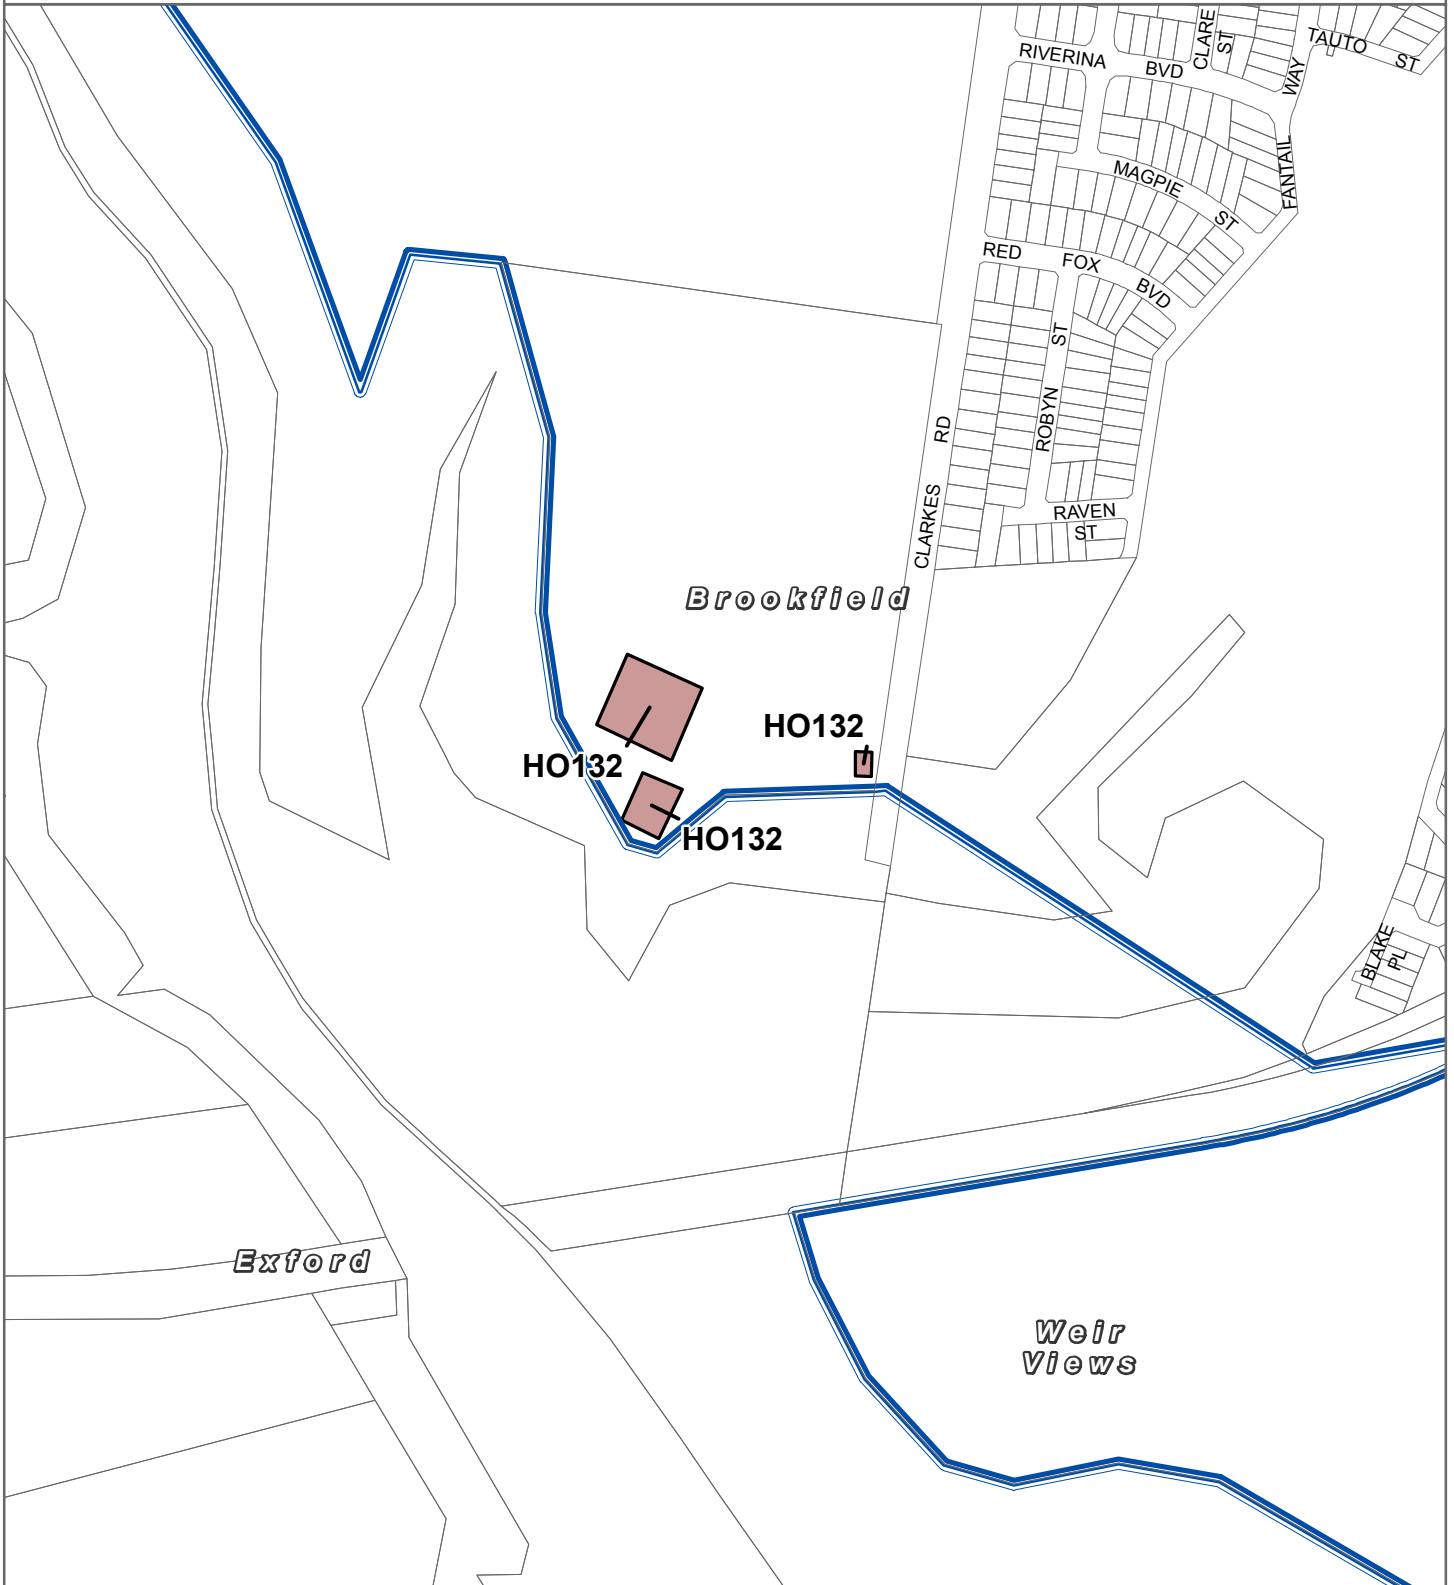 CLARE
ST
RIVERINA
BVD
TAUTO
ST
WAY
FANTAIL
MAGPIE
ST
RED
FOX
BVD
ST
ROBYN
RD
CLARKES
RAVEN
ST
Brookfield
HO132
HO132
HO132
BLAKE
PL
Exford
Weir
Views